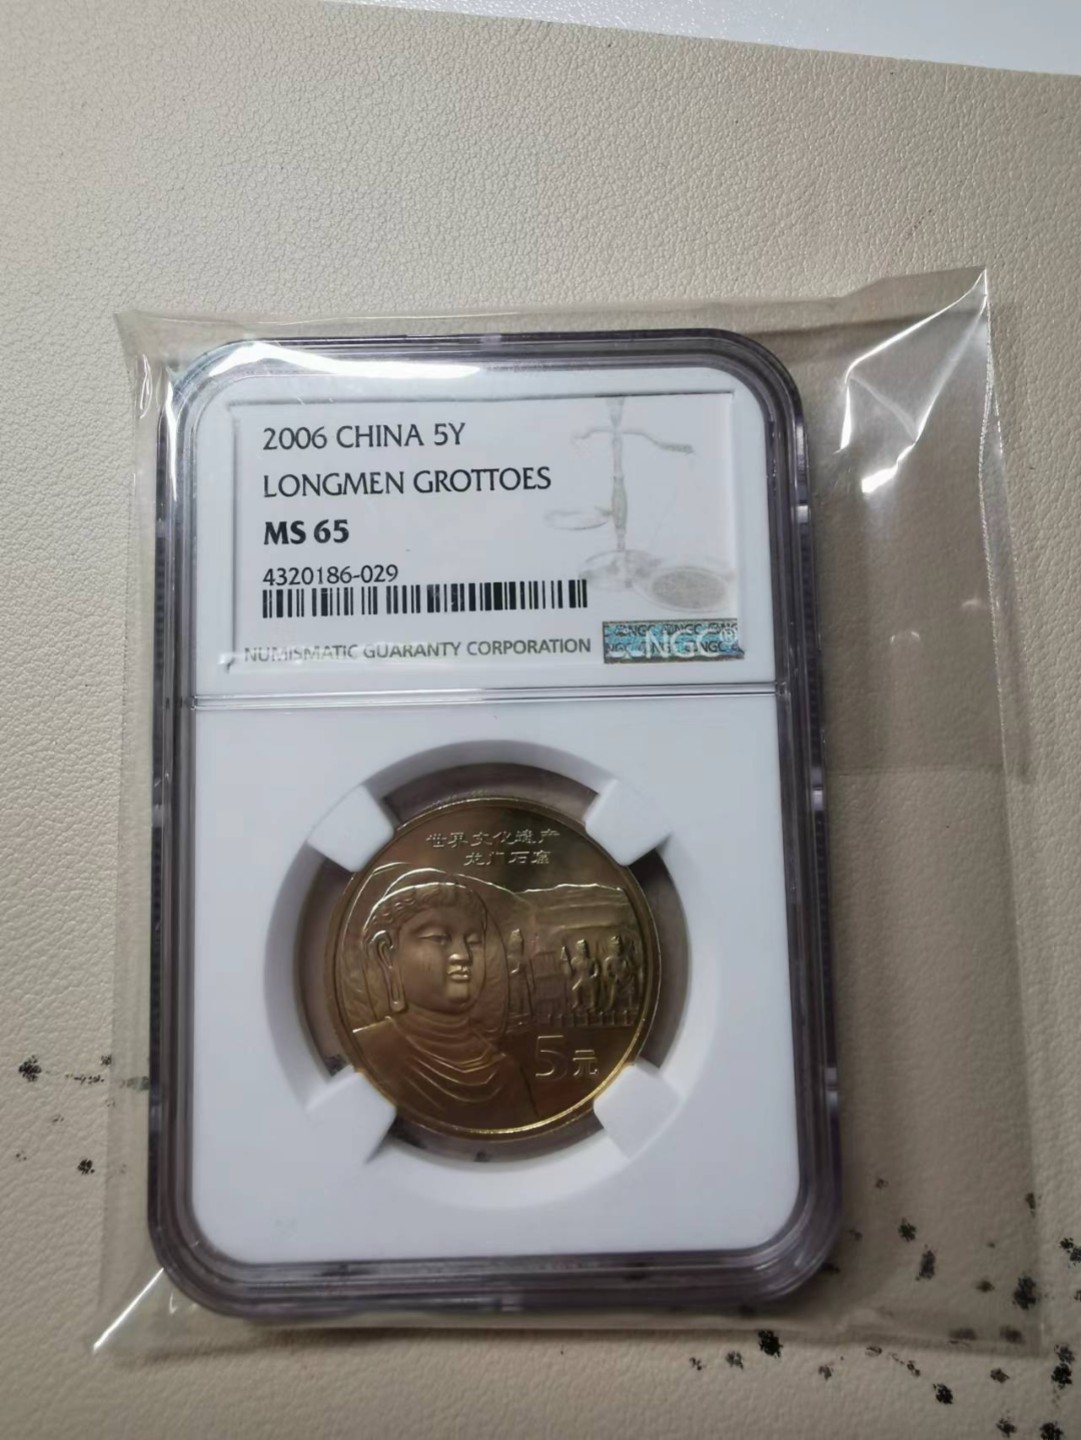 2006 CHINA 5Y
LONGMEN GROTTOES
MS 65
4320186-029
NUMISMATIC GUARANTY CORPORATION
NGC®
世界文化遗产
龙门石窟
5元